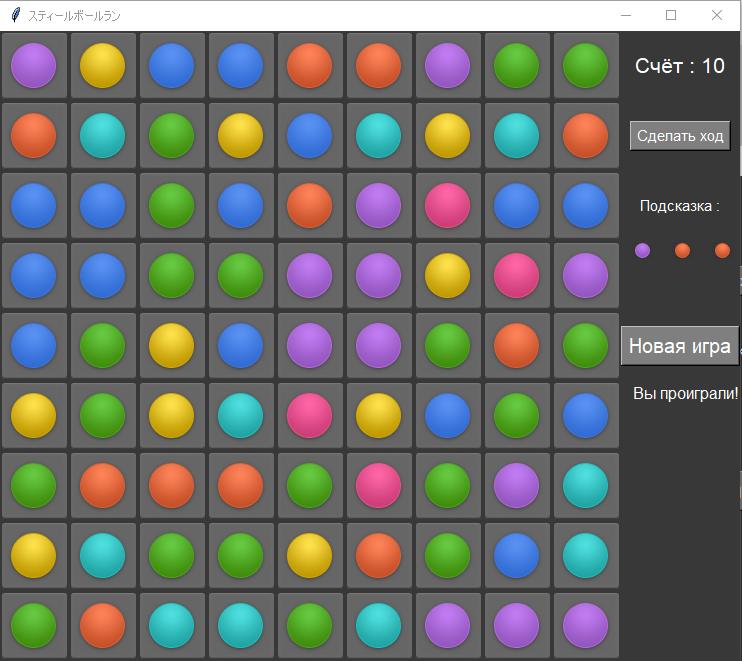 スティールボールラン
Счёт : 10
Сделать ход
Подсказка :
Новая игра
Вы проиграли!